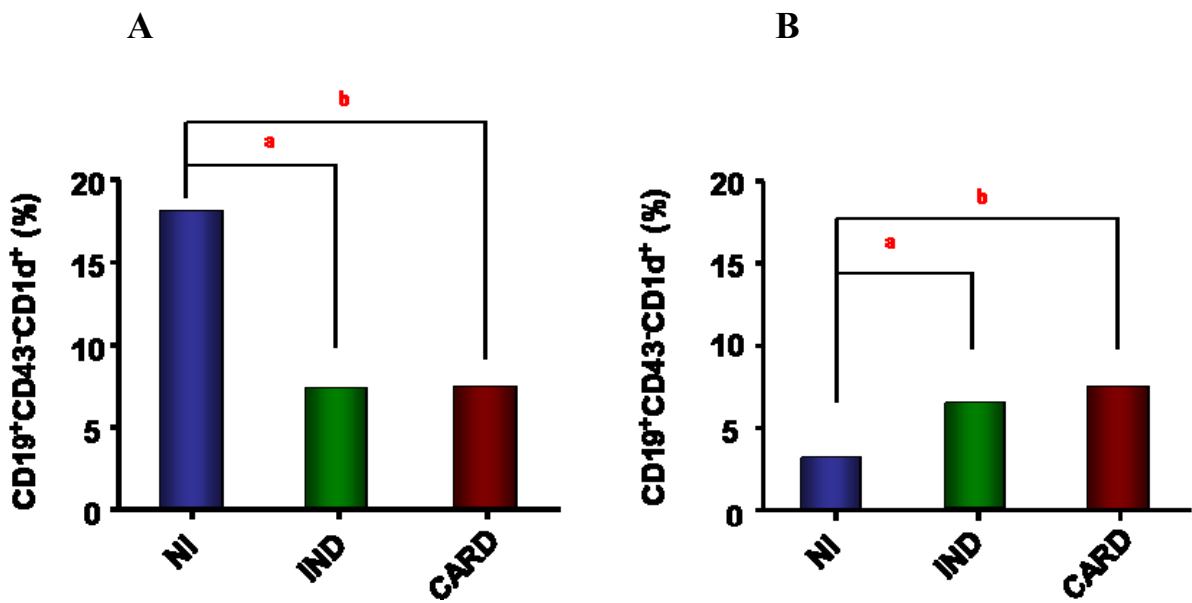 A
CD19⁺CD43⁻CD1d⁺ (%)
b
a
20
15
10
5
0
NI
IND
CARD
B
CD19⁺CD43⁻CD1d⁺ (%)
b
a
20
15
10
5
0
NI
IND
CARD